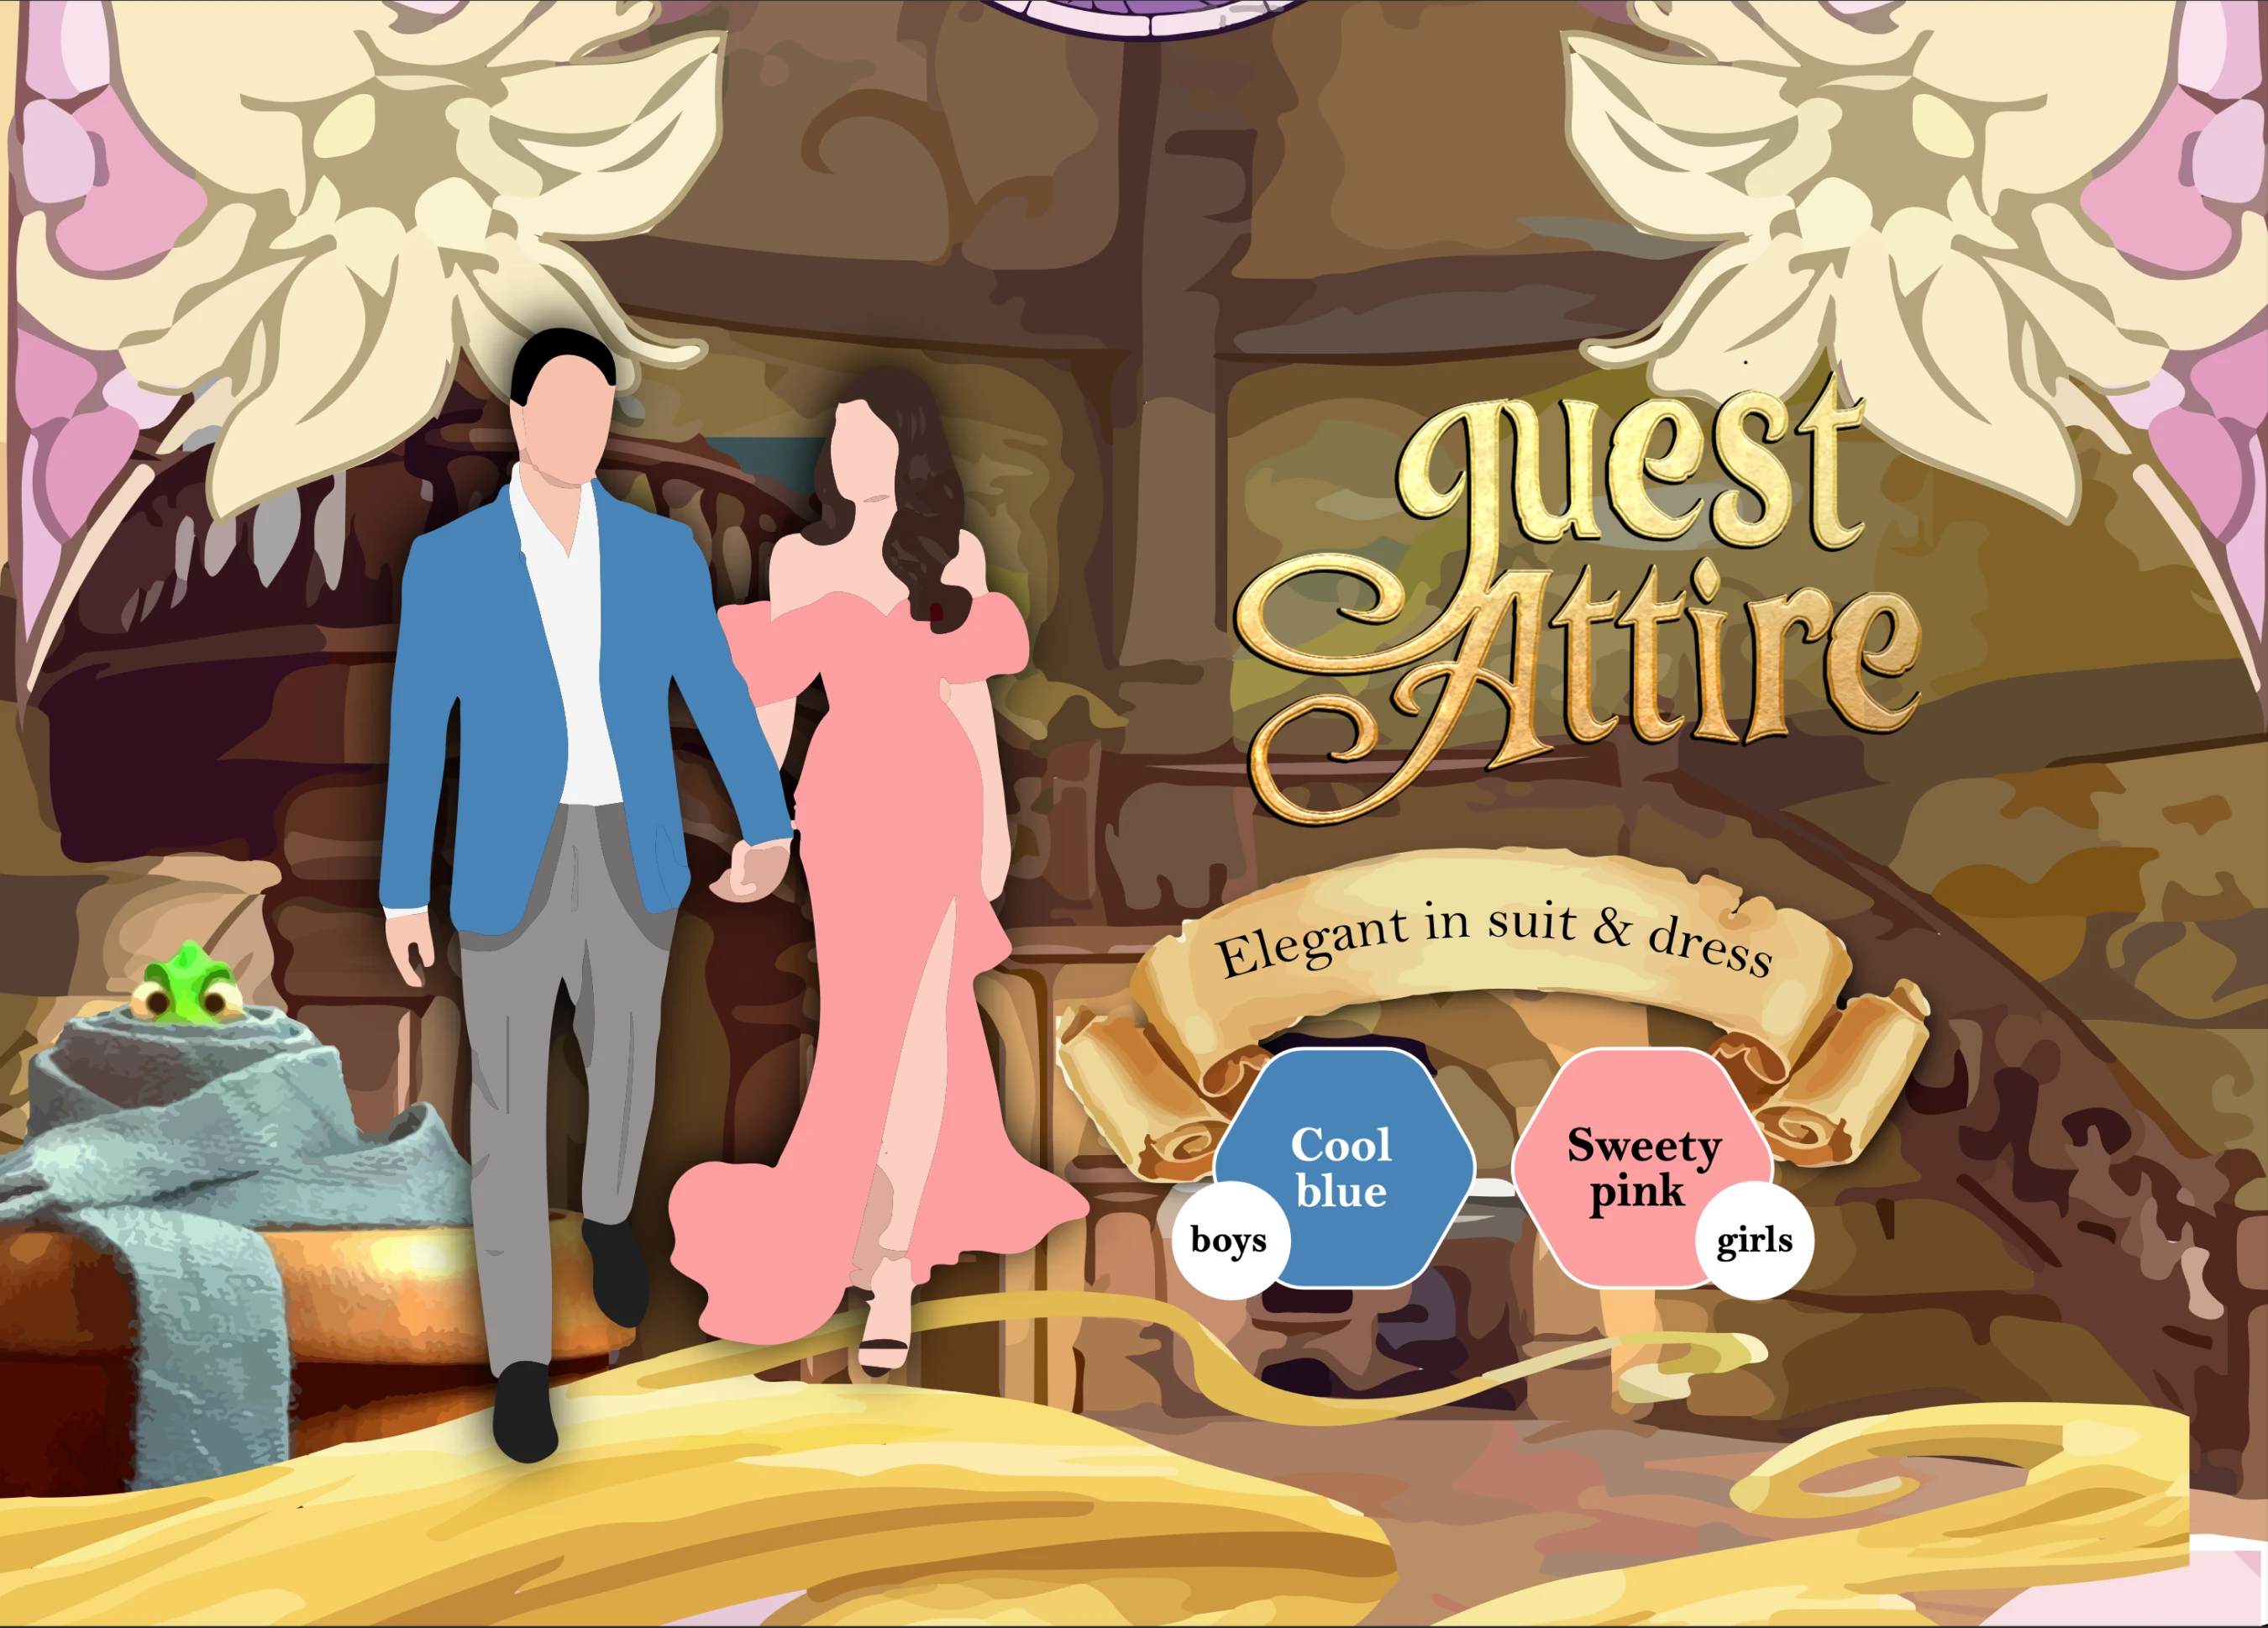 guest
Attire
Elegant in suit & dress
Cool
blue
boys
Sweety
pink
girls